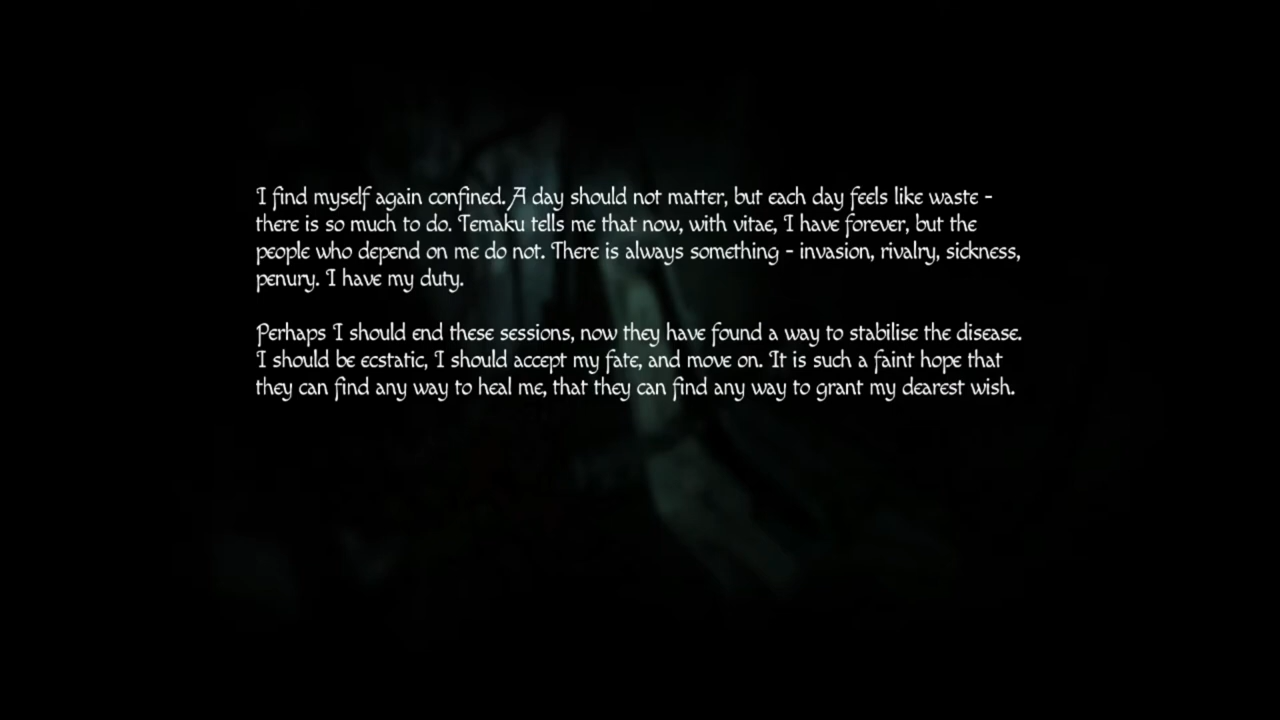 I find myself again confined. A day should not matter, but each day feels like waste -
there is so much to do. Temaku tells me that now, with vitae, I have forever, but the
people who depend on me do not. There is always something - invasion, rivalry, sickness,
penury. I have my duty.
Perhaps I should end these sessions, now they have found a way to stabilise the disease.
I should be ecstatic, I should accept my fate, and move on. It is such a faint hope that
they can find any way to heal me, that they can find any way to grant my dearest wish.